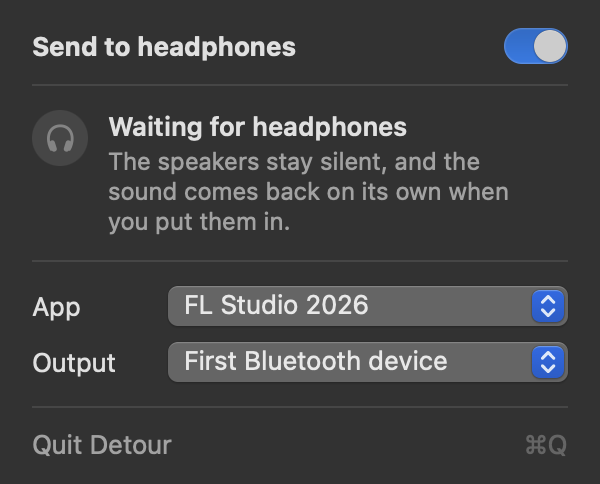 Send to headphones
Waiting for headphones
The speakers stay silent, and the
sound comes back on its own when
you put them in.
App
FL Studio 2026
Output
First Bluetooth device
Quit Detour
⌘Q